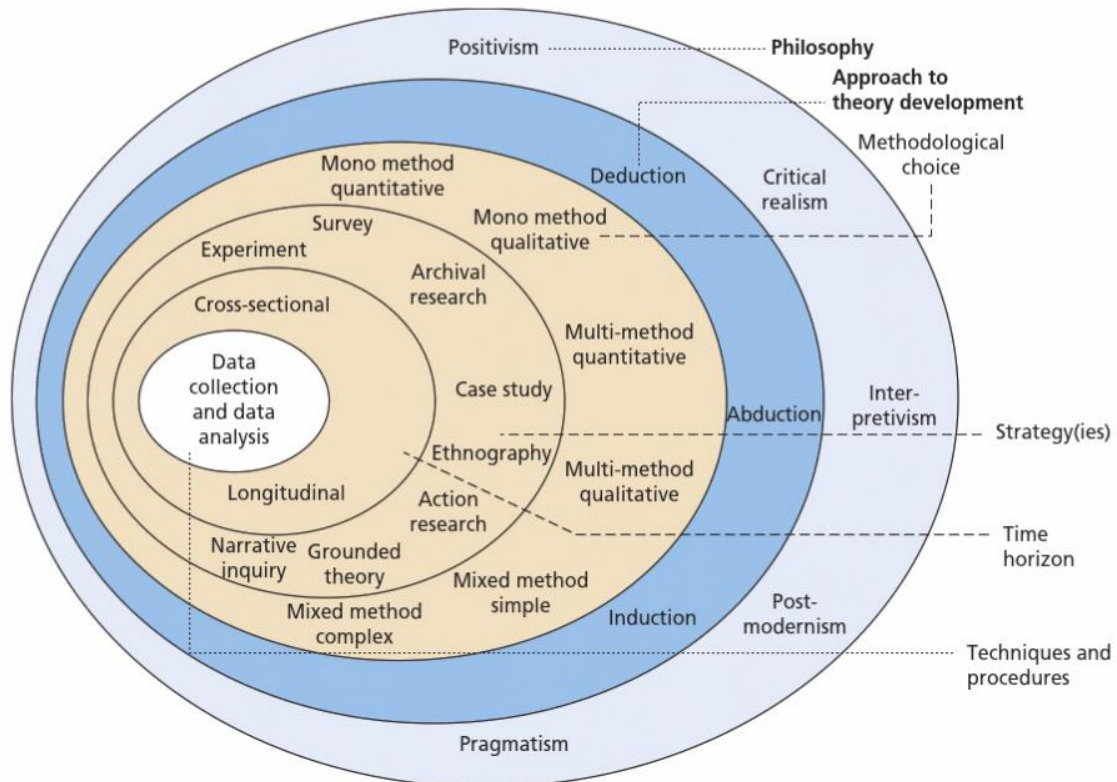 Positivism
Philosophy
Approach to
theory development
Methodological
choice
Mono method
quantitative
Deduction
Critical
realism
Survey
Mono method
qualitative
Experiment
Archival
research
Cross-sectional
Multi-method
quantitative
Data
collection
and data
analysis
Case study
Abduction
Inter-
pretivism
Strategy(ies)
Ethnography
Multi-method
qualitative
Longitudinal
Action
research
Time
horizon
Narrative
inquiry
Grounded
theory
Mixed method
simple
Mixed method
complex
Induction
Post-
modernism
Techniques and
procedures
Pragmatism